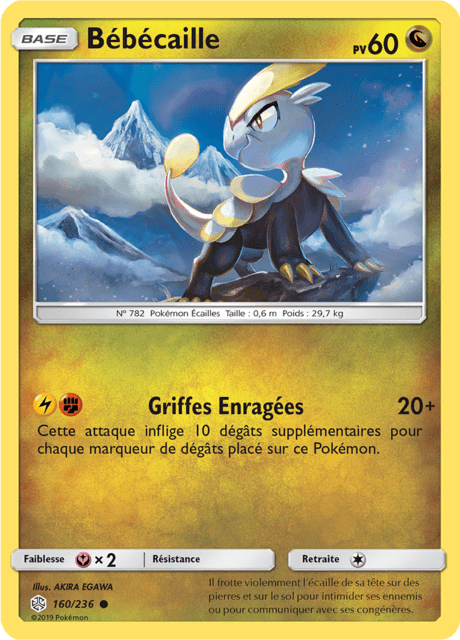 BASE Bébécaille PV60
N° 782 Pokémon Écailles Taille : 0,6 m Poids : 29,7 kg
Griffes Enragées 20+
Cette attaque inflige 10 dégâts supplémentaires pour
chaque marqueur de dégâts placé sur ce Pokémon.
Faiblesse ×2 Résistance Retraite
Illus. AKIRA EGAWA
160/236
©2019 Pokémon
Il frotte violemment l'écaille de sa tête sur des
pierres et sur le sol pour intimider ses ennemis
ou pour communiquer avec ses congénères.